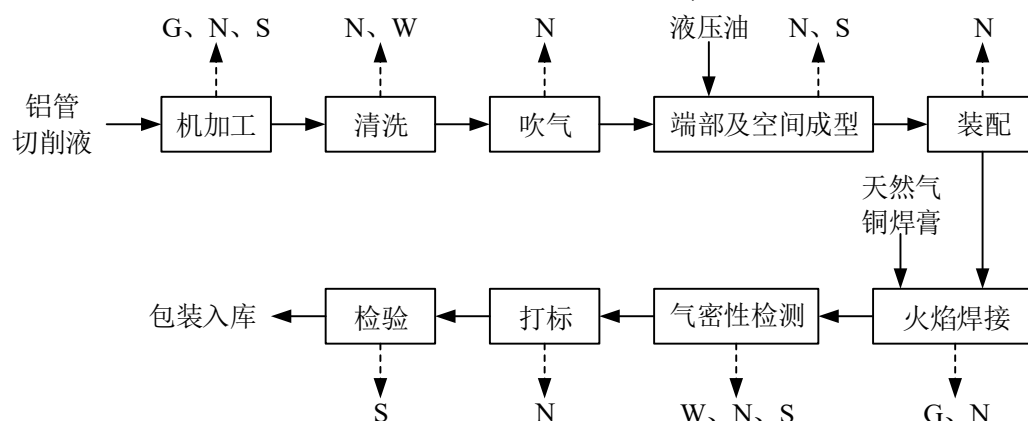 G、N、S
N、W
N
液压油
N、S
N
铝管
切削液
机加工
清洗
吹气
端部及空间成型
装配
天然气
铜焊膏
包装入库
检验
打标
气密性检测
火焰焊接
S
N
W、N、S
G、N